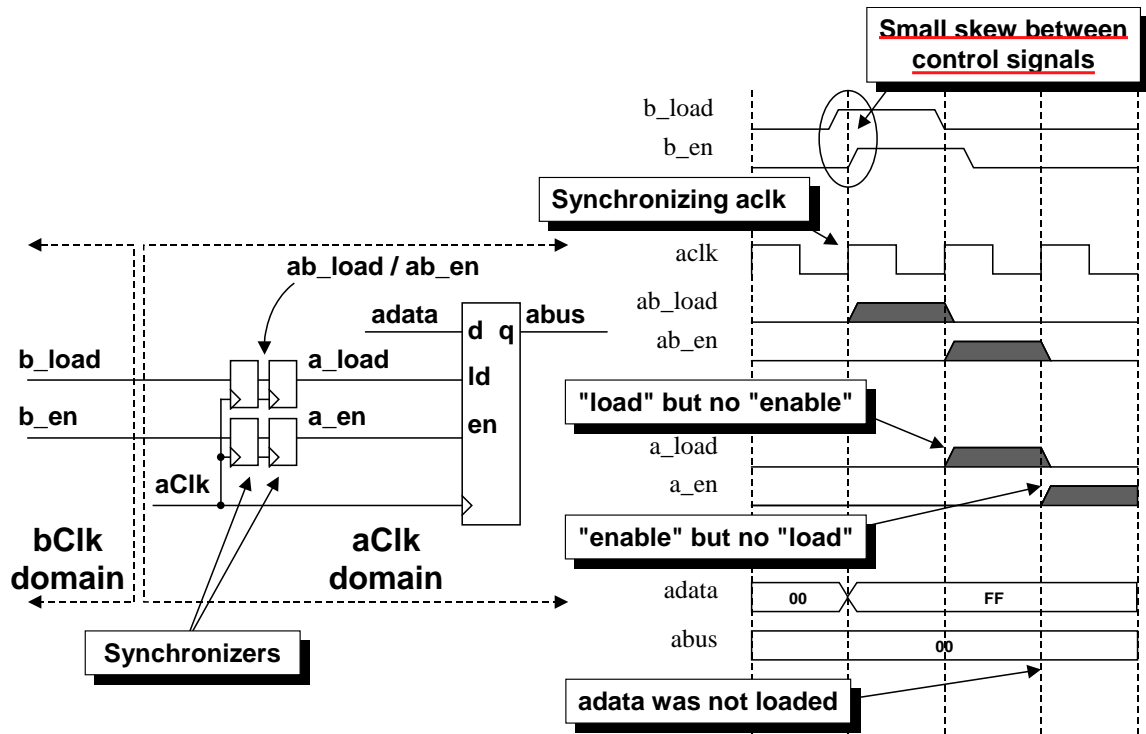 Small skew between
control signals
b_load
b_en
Synchronizing aclk
aclk
ab_load / ab_en
ab_load
adata
d q
abus
ab_en
b_load
a_load
ld
"load" but no "enable"
b_en
a_en
en
a_load
aClk
a_en
"enable" but no "load"
bClk
domain
aClk
domain
adata
00
FF
abus
00
Synchronizers
adata was not loaded